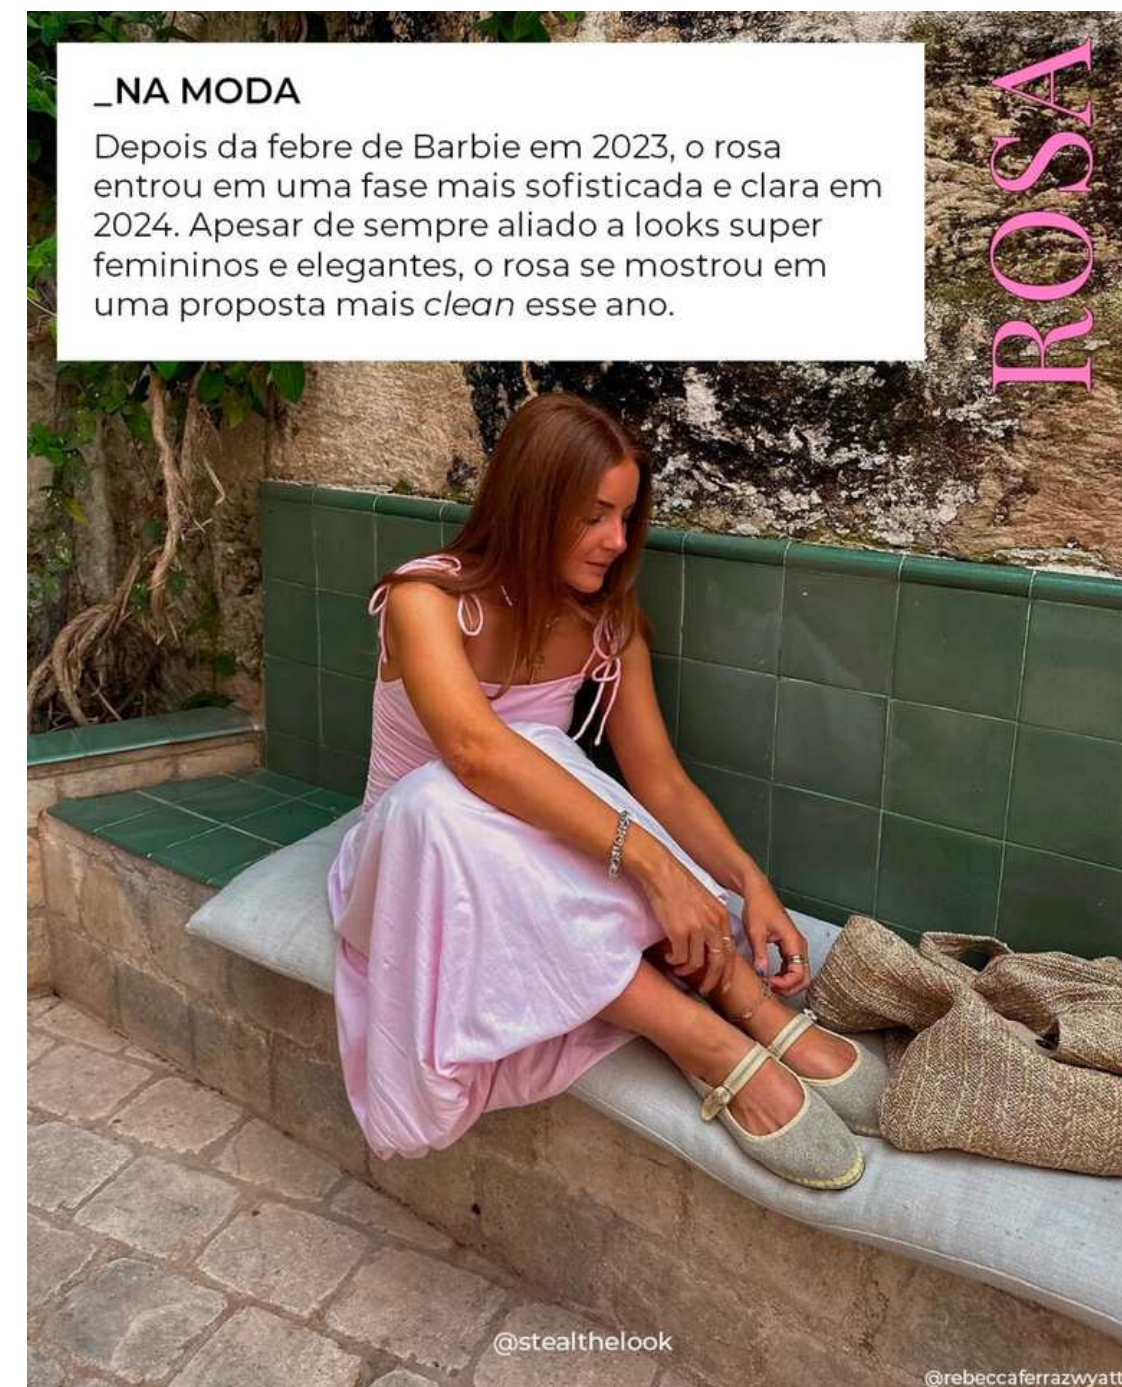 _NA MODA
Depois da febre de Barbie em 2023, o rosa
entrou em uma fase mais sofisticada e clara em
2024. Apesar de sempre aliado a looks super
femininos e elegantes, o rosa se mostrou em
uma proposta mais clean esse ano.
ROSA
@stealthelook
@rebeccaferrazwyatt